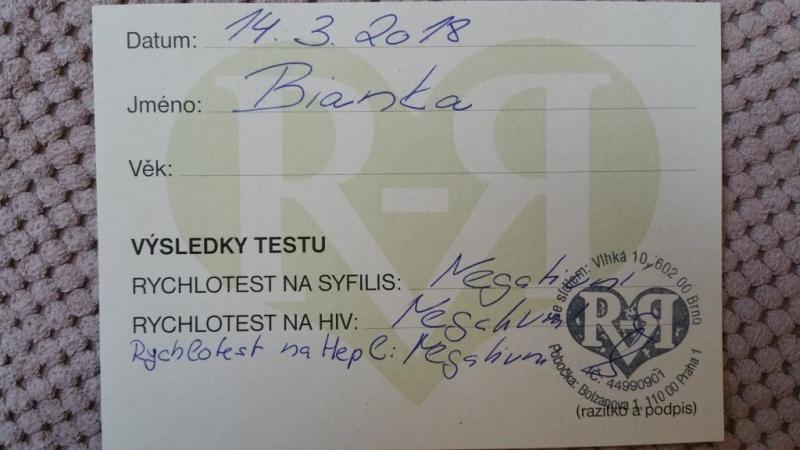 Datum: 14. 3. 2018
Jméno: Bianka
Věk:
R-Я
VÝSLEDKY TESTU
RYCHLOTEST NA SYFILIS: Negativní
RYCHLOTEST NA HIV: Negativní
Rychlotest na Hep C: Negativní
se sídlem: Vlhká 10, 602 00 Brno
R-Я
IČ: 44990901
Pobočka: Bolzanova 1, 110 00 Praha 1
(razítko a podpis)